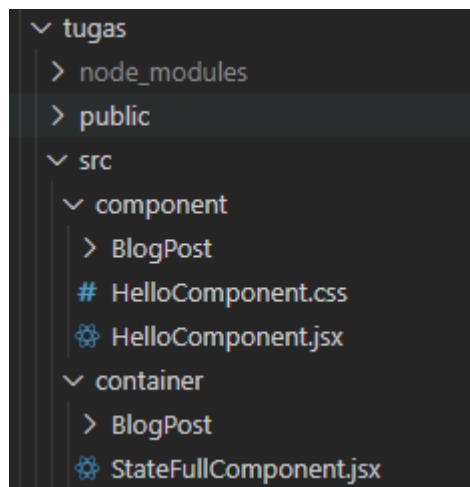 tugas
node_modules
public
src
component
BlogPost
# HelloComponent.css
HelloComponent.jsx
container
BlogPost
StateFullComponent.jsx